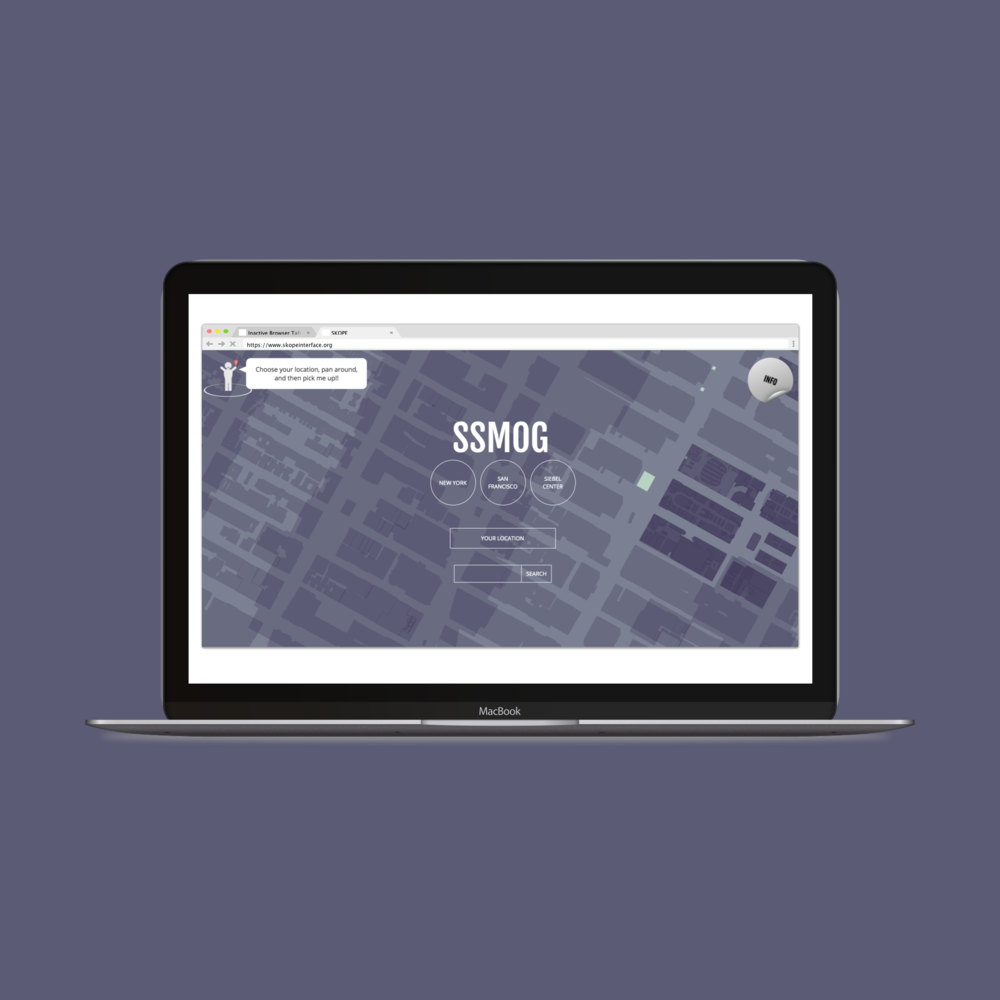 Inactive Browser Tab
SKOPE
https://www.skopeinterface.org
Choose your location, pan around,
and then pick me up!!
INFO
SSMOG
NEW YORK
SAN
FRANCISCO
SIEBEL
CENTER
YOUR LOCATION
SEARCH
MacBook